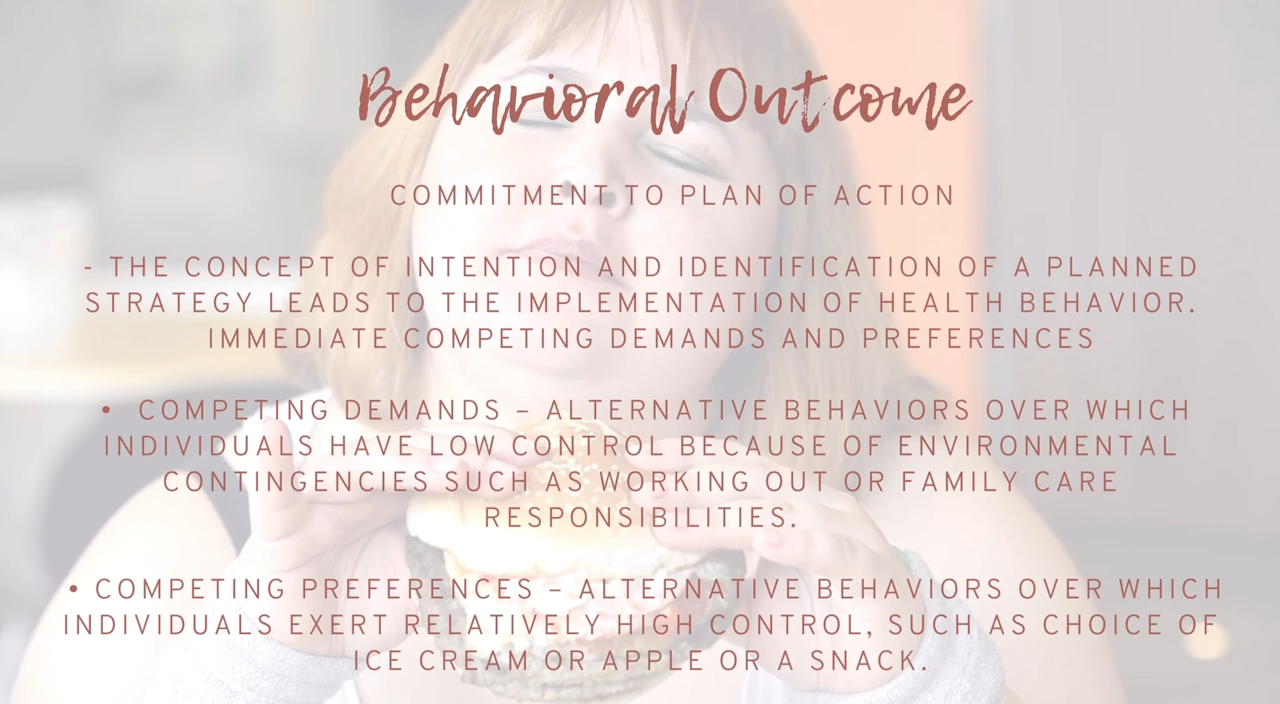 Behavioral Outcome
COMMITMENT TO PLAN OF ACTION
- THE CONCEPT OF INTENTION AND IDENTIFICATION OF A PLANNED
STRATEGY LEADS TO THE IMPLEMENTATION OF HEALTH BEHAVIOR.
IMMEDIATE COMPETING DEMANDS AND PREFERENCES
• COMPETING DEMANDS – ALTERNATIVE BEHAVIORS OVER WHICH
INDIVIDUALS HAVE LOW CONTROL BECAUSE OF ENVIRONMENTAL
CONTINGENCIES SUCH AS WORKING OUT OR FAMILY CARE
RESPONSIBILITIES.
• COMPETING PREFERENCES – ALTERNATIVE BEHAVIORS OVER WHICH
INDIVIDUALS EXERT RELATIVELY HIGH CONTROL, SUCH AS CHOICE OF
ICE CREAM OR APPLE OR A SNACK.